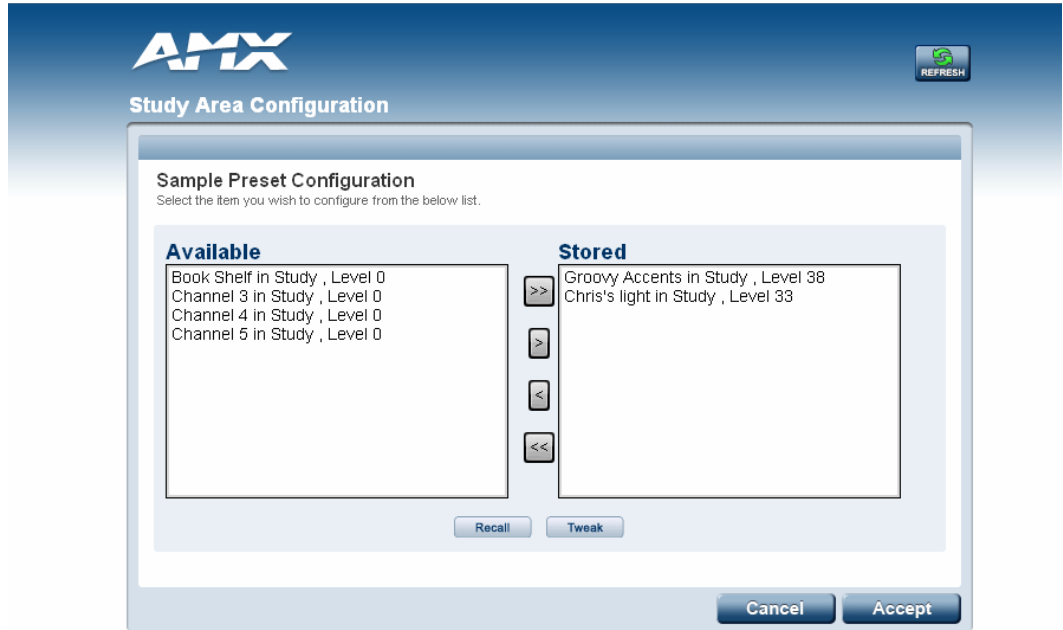 AMX
REFRESH
Study Area Configuration
Sample Preset Configuration
Select the item you wish to configure from the below list.
Available
Book Shelf in Study , Level 0
Channel 3 in Study , Level 0
Channel 4 in Study , Level 0
Channel 5 in Study , Level 0
>>
>
<
<<
Stored
Groovy Accents in Study , Level 38
Chris's light in Study , Level 33
Recall
Tweak
Cancel
Accept